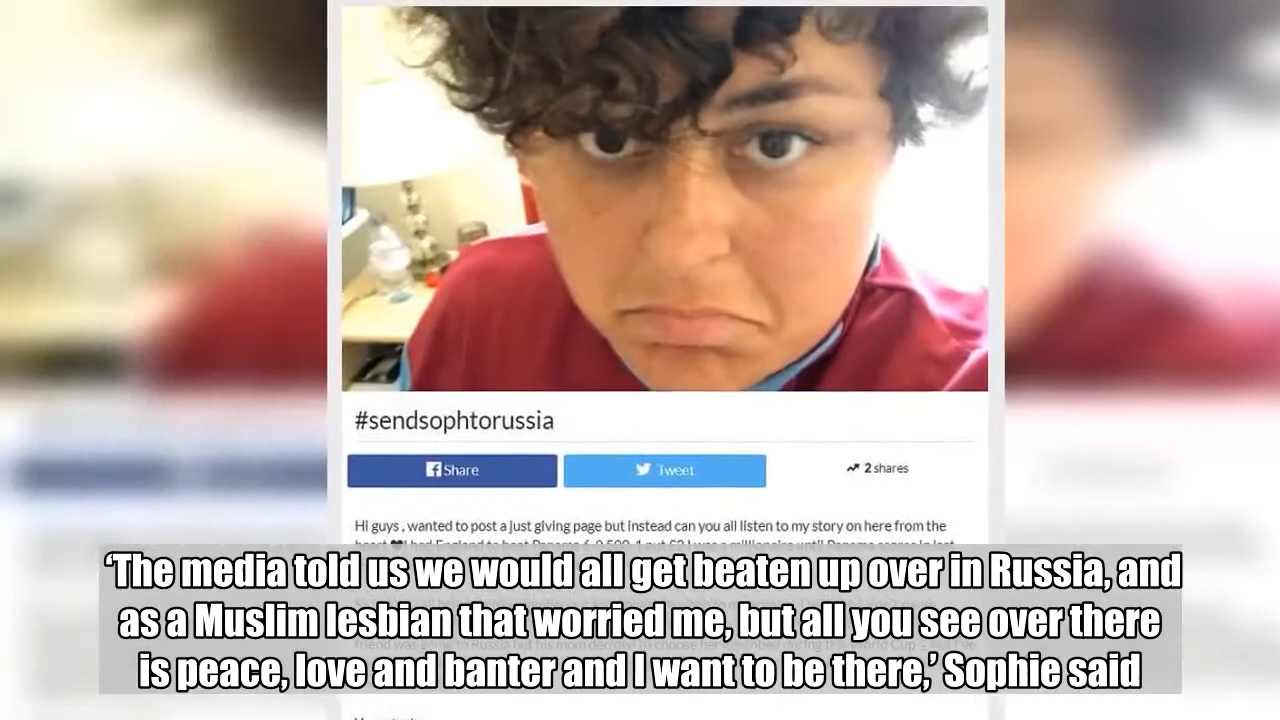 #sendsophtorussia
Share
Tweet
2 shares
Hi guys , wanted to post a just giving page but instead can you all listen to my story on here from the
‘The media told us we would all get beaten up over in Russia, and
as a Muslim lesbian that worried me, but all you see over there
is peace, love and banter and I want to be there,’ Sophie said